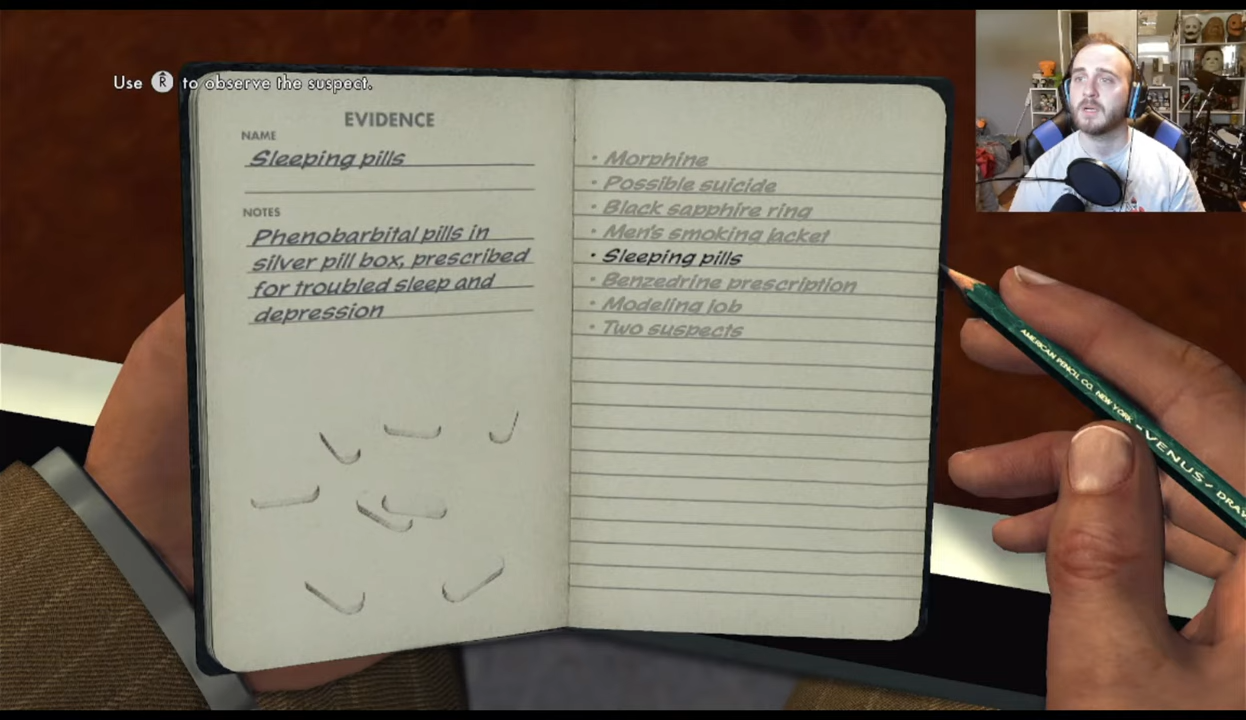 Use R to observe the suspect.
EVIDENCE
NAME
Sleeping pills
NOTES
Phenobarbital pills in
silver pill box, prescribed
for troubled sleep and
depression
• Morphine
• Possible suicide
• Black sapphire ring
• Men's smoking jacket
• Sleeping pills
• Benzedrine prescription
• Modeling job
• Two suspects
AMERICAN PENCIL CO. NEW YORK - VENUS / DRAW